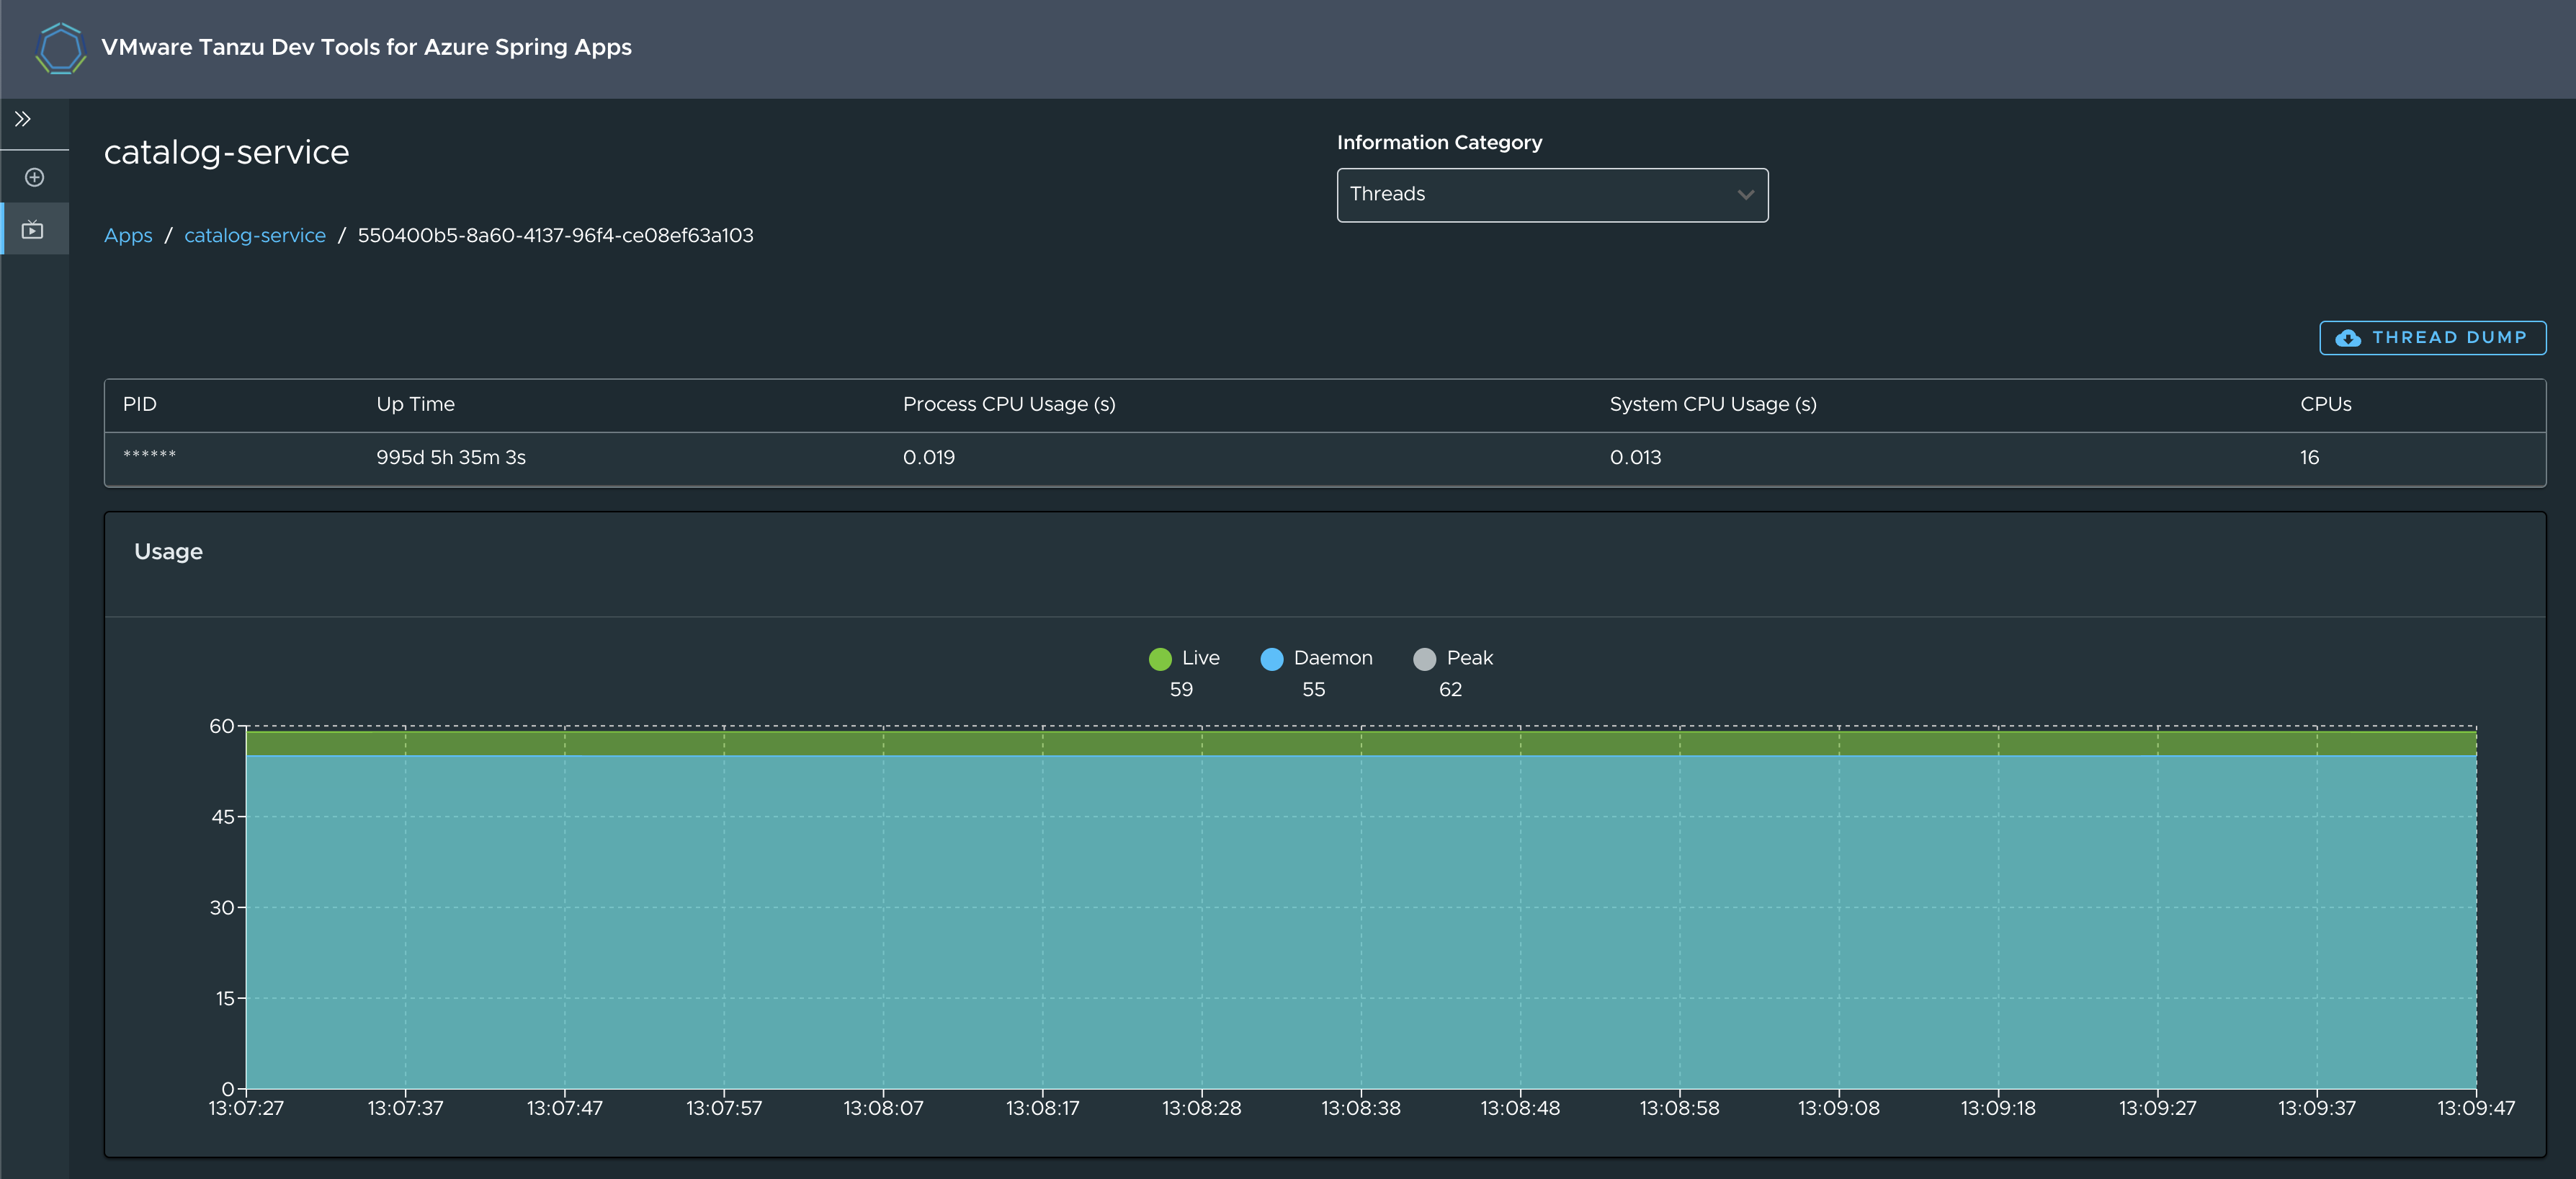 VMware Tanzu Dev Tools for Azure Spring Apps
catalog-service
Information Category
Threads
Apps / catalog-service / 550400b5-8a60-4137-96f4-ce08ef63a103
THREAD DUMP
PID Up Time Process CPU Usage (s) System CPU Usage (s) CPUs
****** 995d 5h 35m 3s 0.019 0.013 16
Usage
Live Daemon Peak
59 55 62
60
45
30
15
0
13:07:27 13:07:37 13:07:47 13:07:57 13:08:07 13:08:17 13:08:28 13:08:38 13:08:48 13:08:58 13:09:08 13:09:18 13:09:27 13:09:37 13:09:47